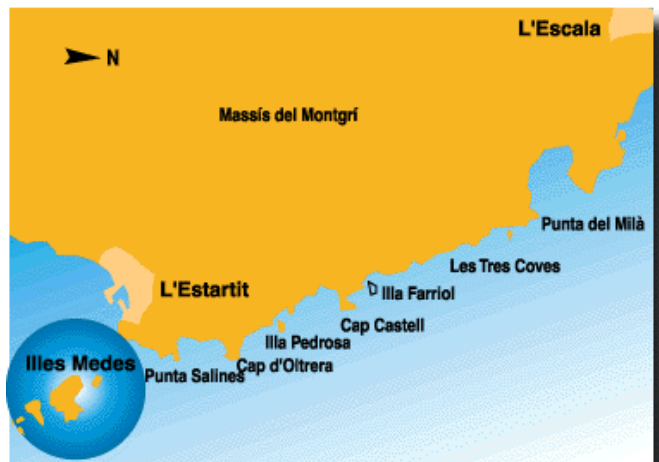 L'Escala
N
Massís del Montgrí
Punta del Milà
Les Tres Coves
L'Estartit
Illa Farriol
Cap Castell
Illa Pedrosa
Illes Medes
Cap d'Oltrera
Punta Salines